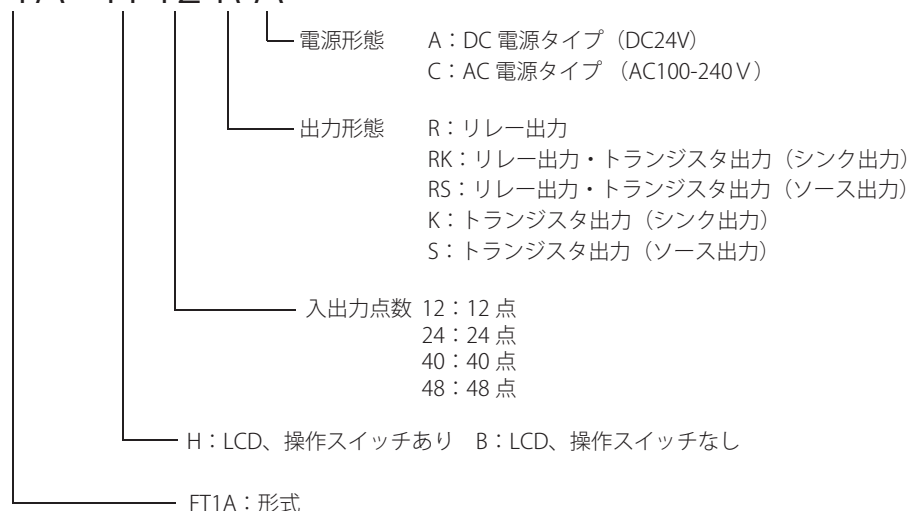 電源形態 A：DC 電源タイプ（DC24V）
C：AC 電源タイプ （AC100-240V）
出力形態 R：リレー出力
RK：リレー出力・トランジスタ出力（シンク出力）
RS：リレー出力・トランジスタ出力（ソース出力）
K：トランジスタ出力（シンク出力）
S：トランジスタ出力（ソース出力）
入出力点数 12：12 点
24：24 点
40：40 点
48：48 点
H：LCD、操作スイッチあり B：LCD、操作スイッチなし
FT1A：形式